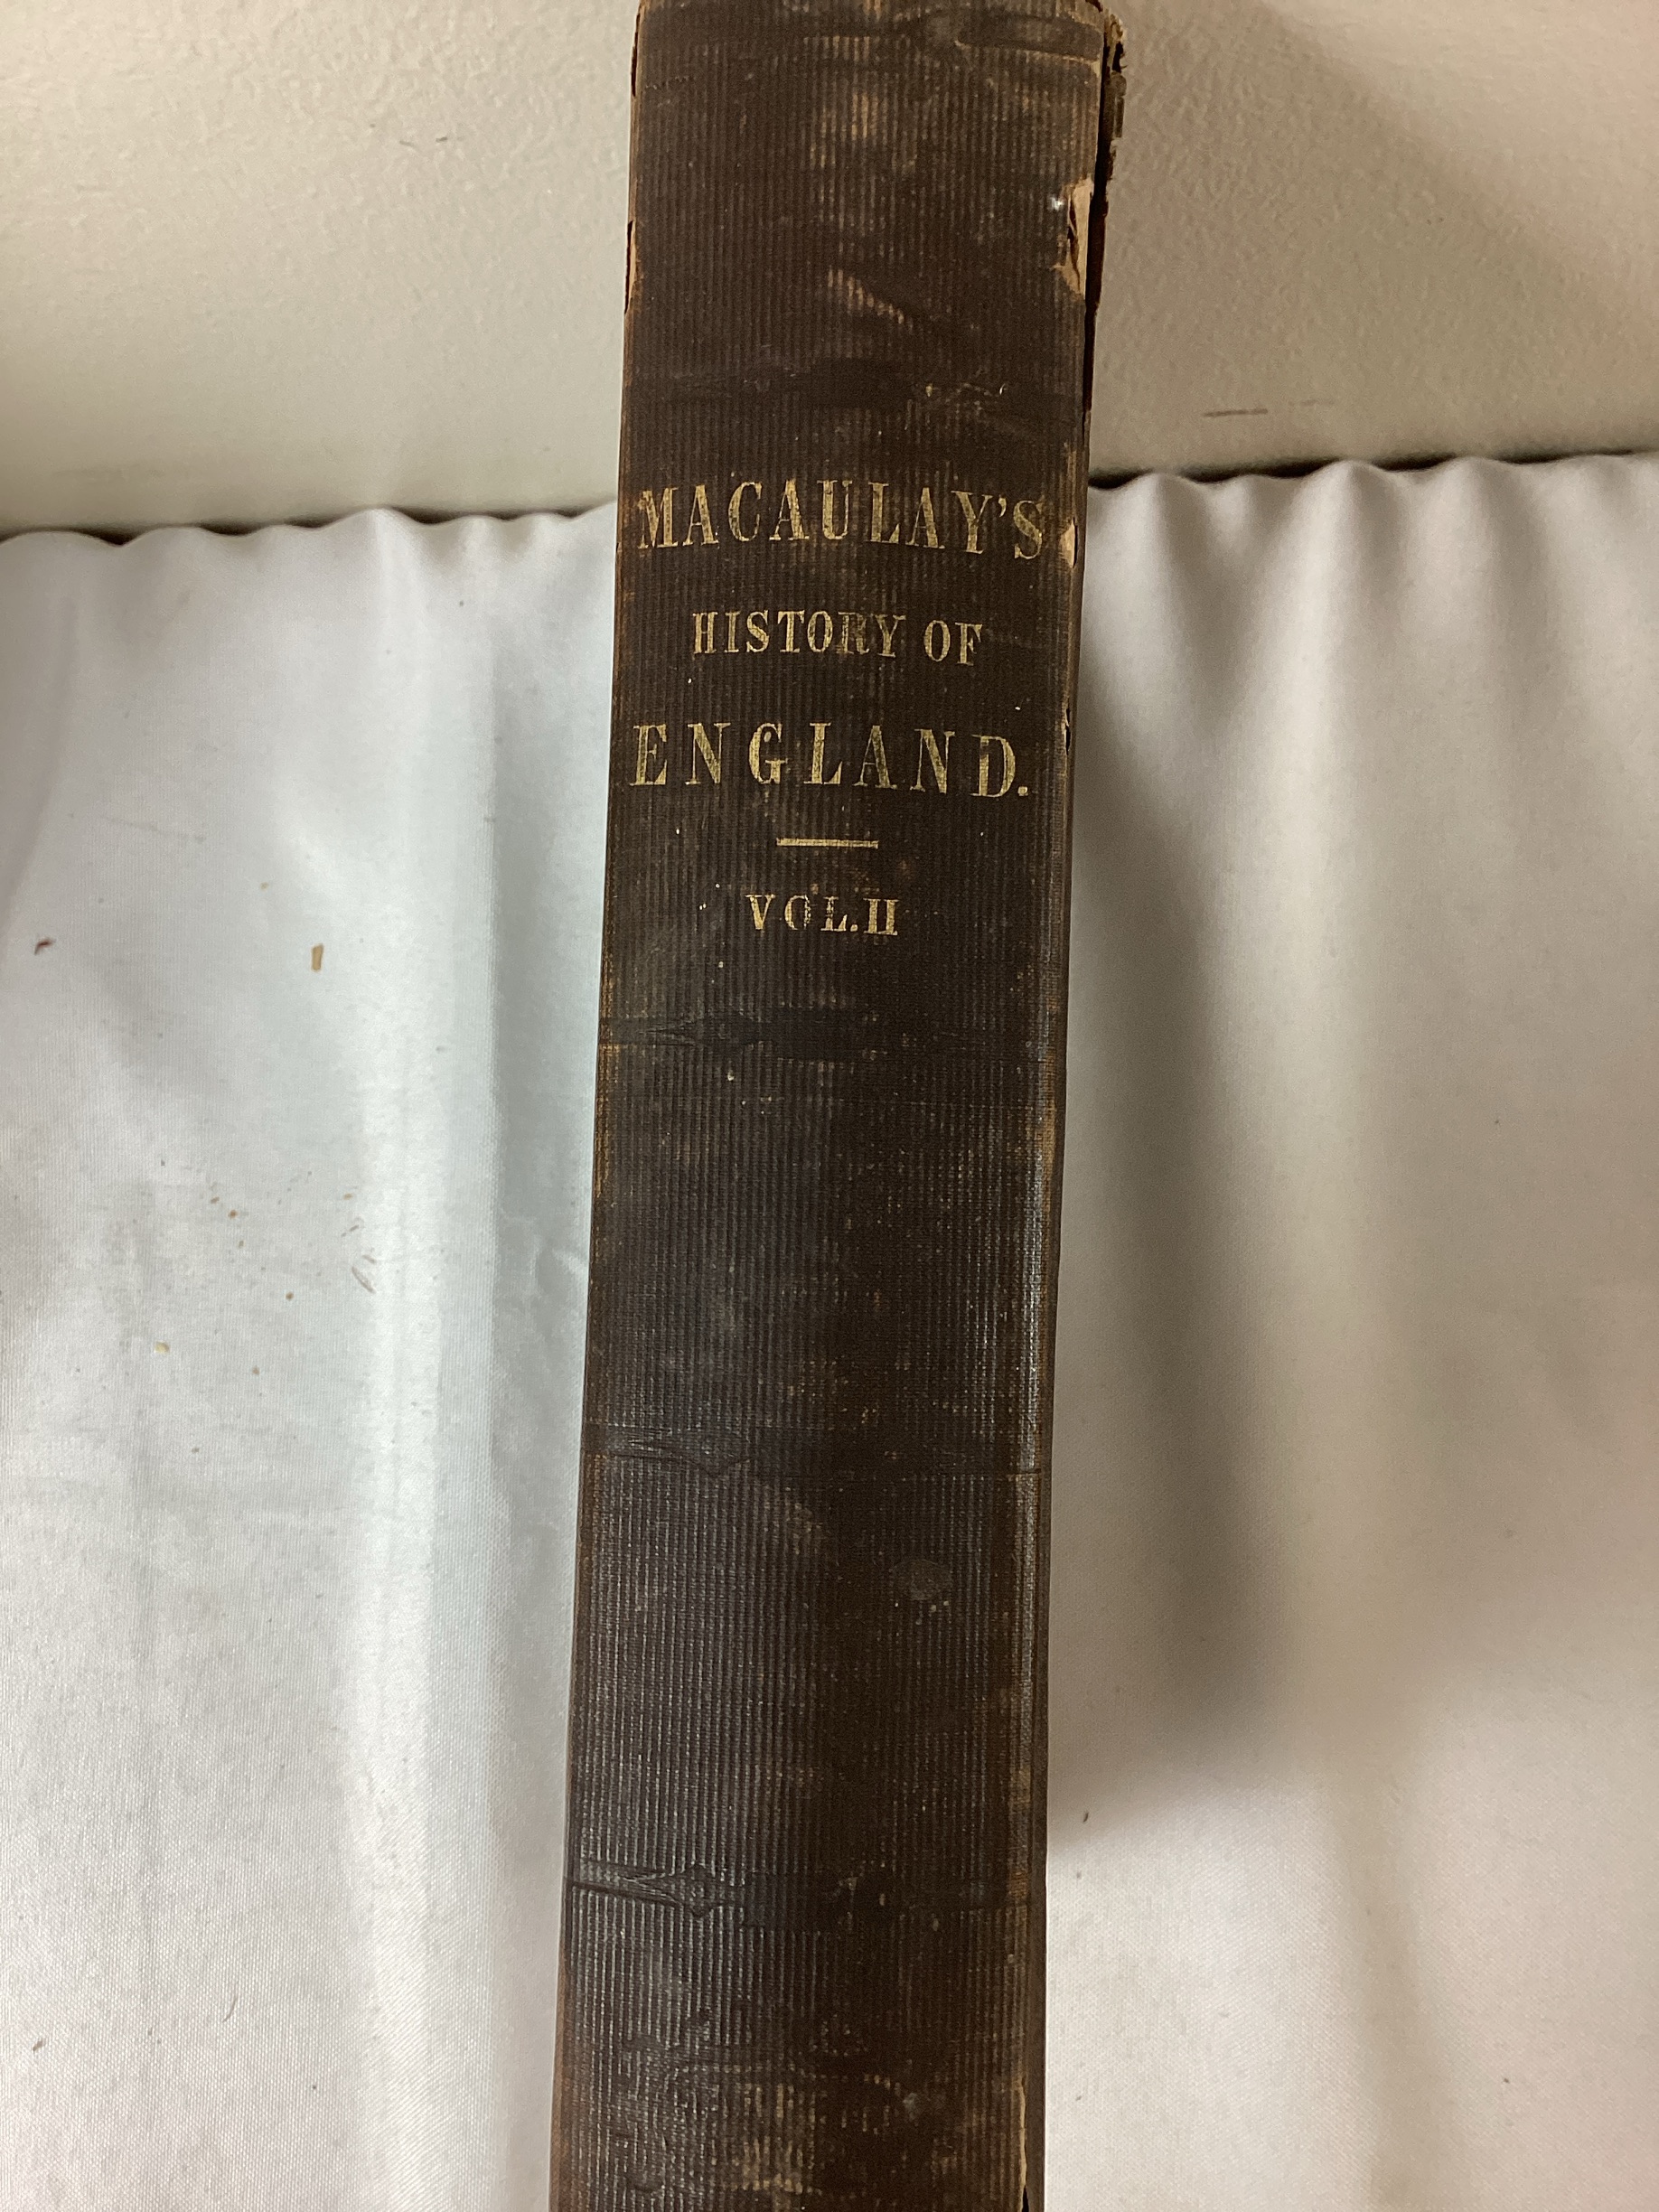 MACAULAY'S
HISTORY OF
ENGLAND.
VOL.II